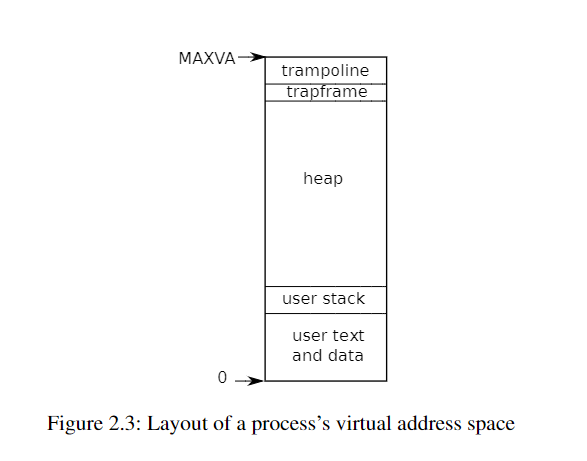 MAXVA
trampoline
trapframe
heap
user stack
user text
and data
0
Figure 2.3: Layout of a process's virtual address space